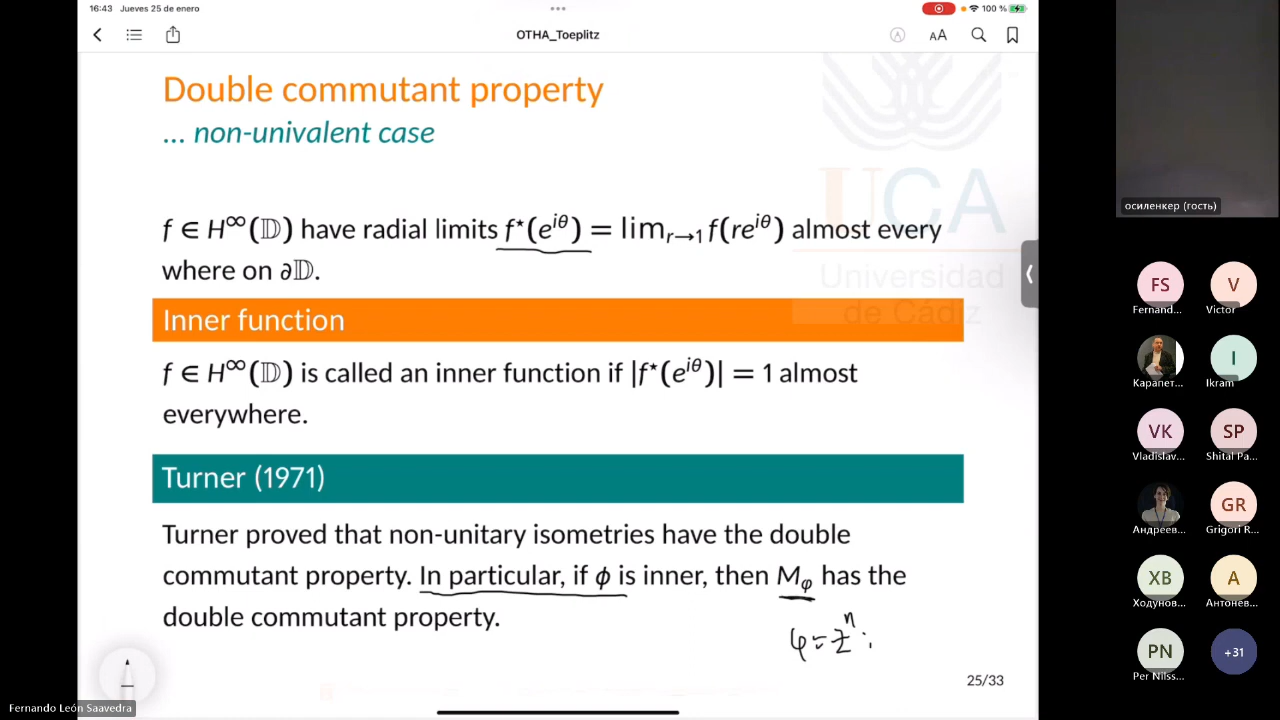 16:43 Jueves 25 de enero
100 %
OTHA_Toeplitz
AA
Double commutant property
... non-univalent case
f ∈ H∞(𝔻) have radial limits f⋆(e^{iθ}) = lim_{r→1} f(re^{iθ}) almost every
where on ∂𝔻.
Inner function
f ∈ H∞(𝔻) is called an inner function if |f⋆(e^{iθ})| = 1 almost
everywhere.
Turner (1971)
Turner proved that non-unitary isometries have the double
commutant property. In particular, if ϕ is inner, then M_φ has the
double commutant property.
φ = z^n
25/33
UCA
Universidad
de Cádiz
Fernando León Saavedra
осиленкер (гость)
FS
Fernand...
V
Victor
Карапет...
I
Ikram
VK
Vladislav...
SP
Shital Pa...
Андреев...
GR
Grigori R...
XB
Ходунов...
A
Антонев...
PN
Per Nilss...
+31